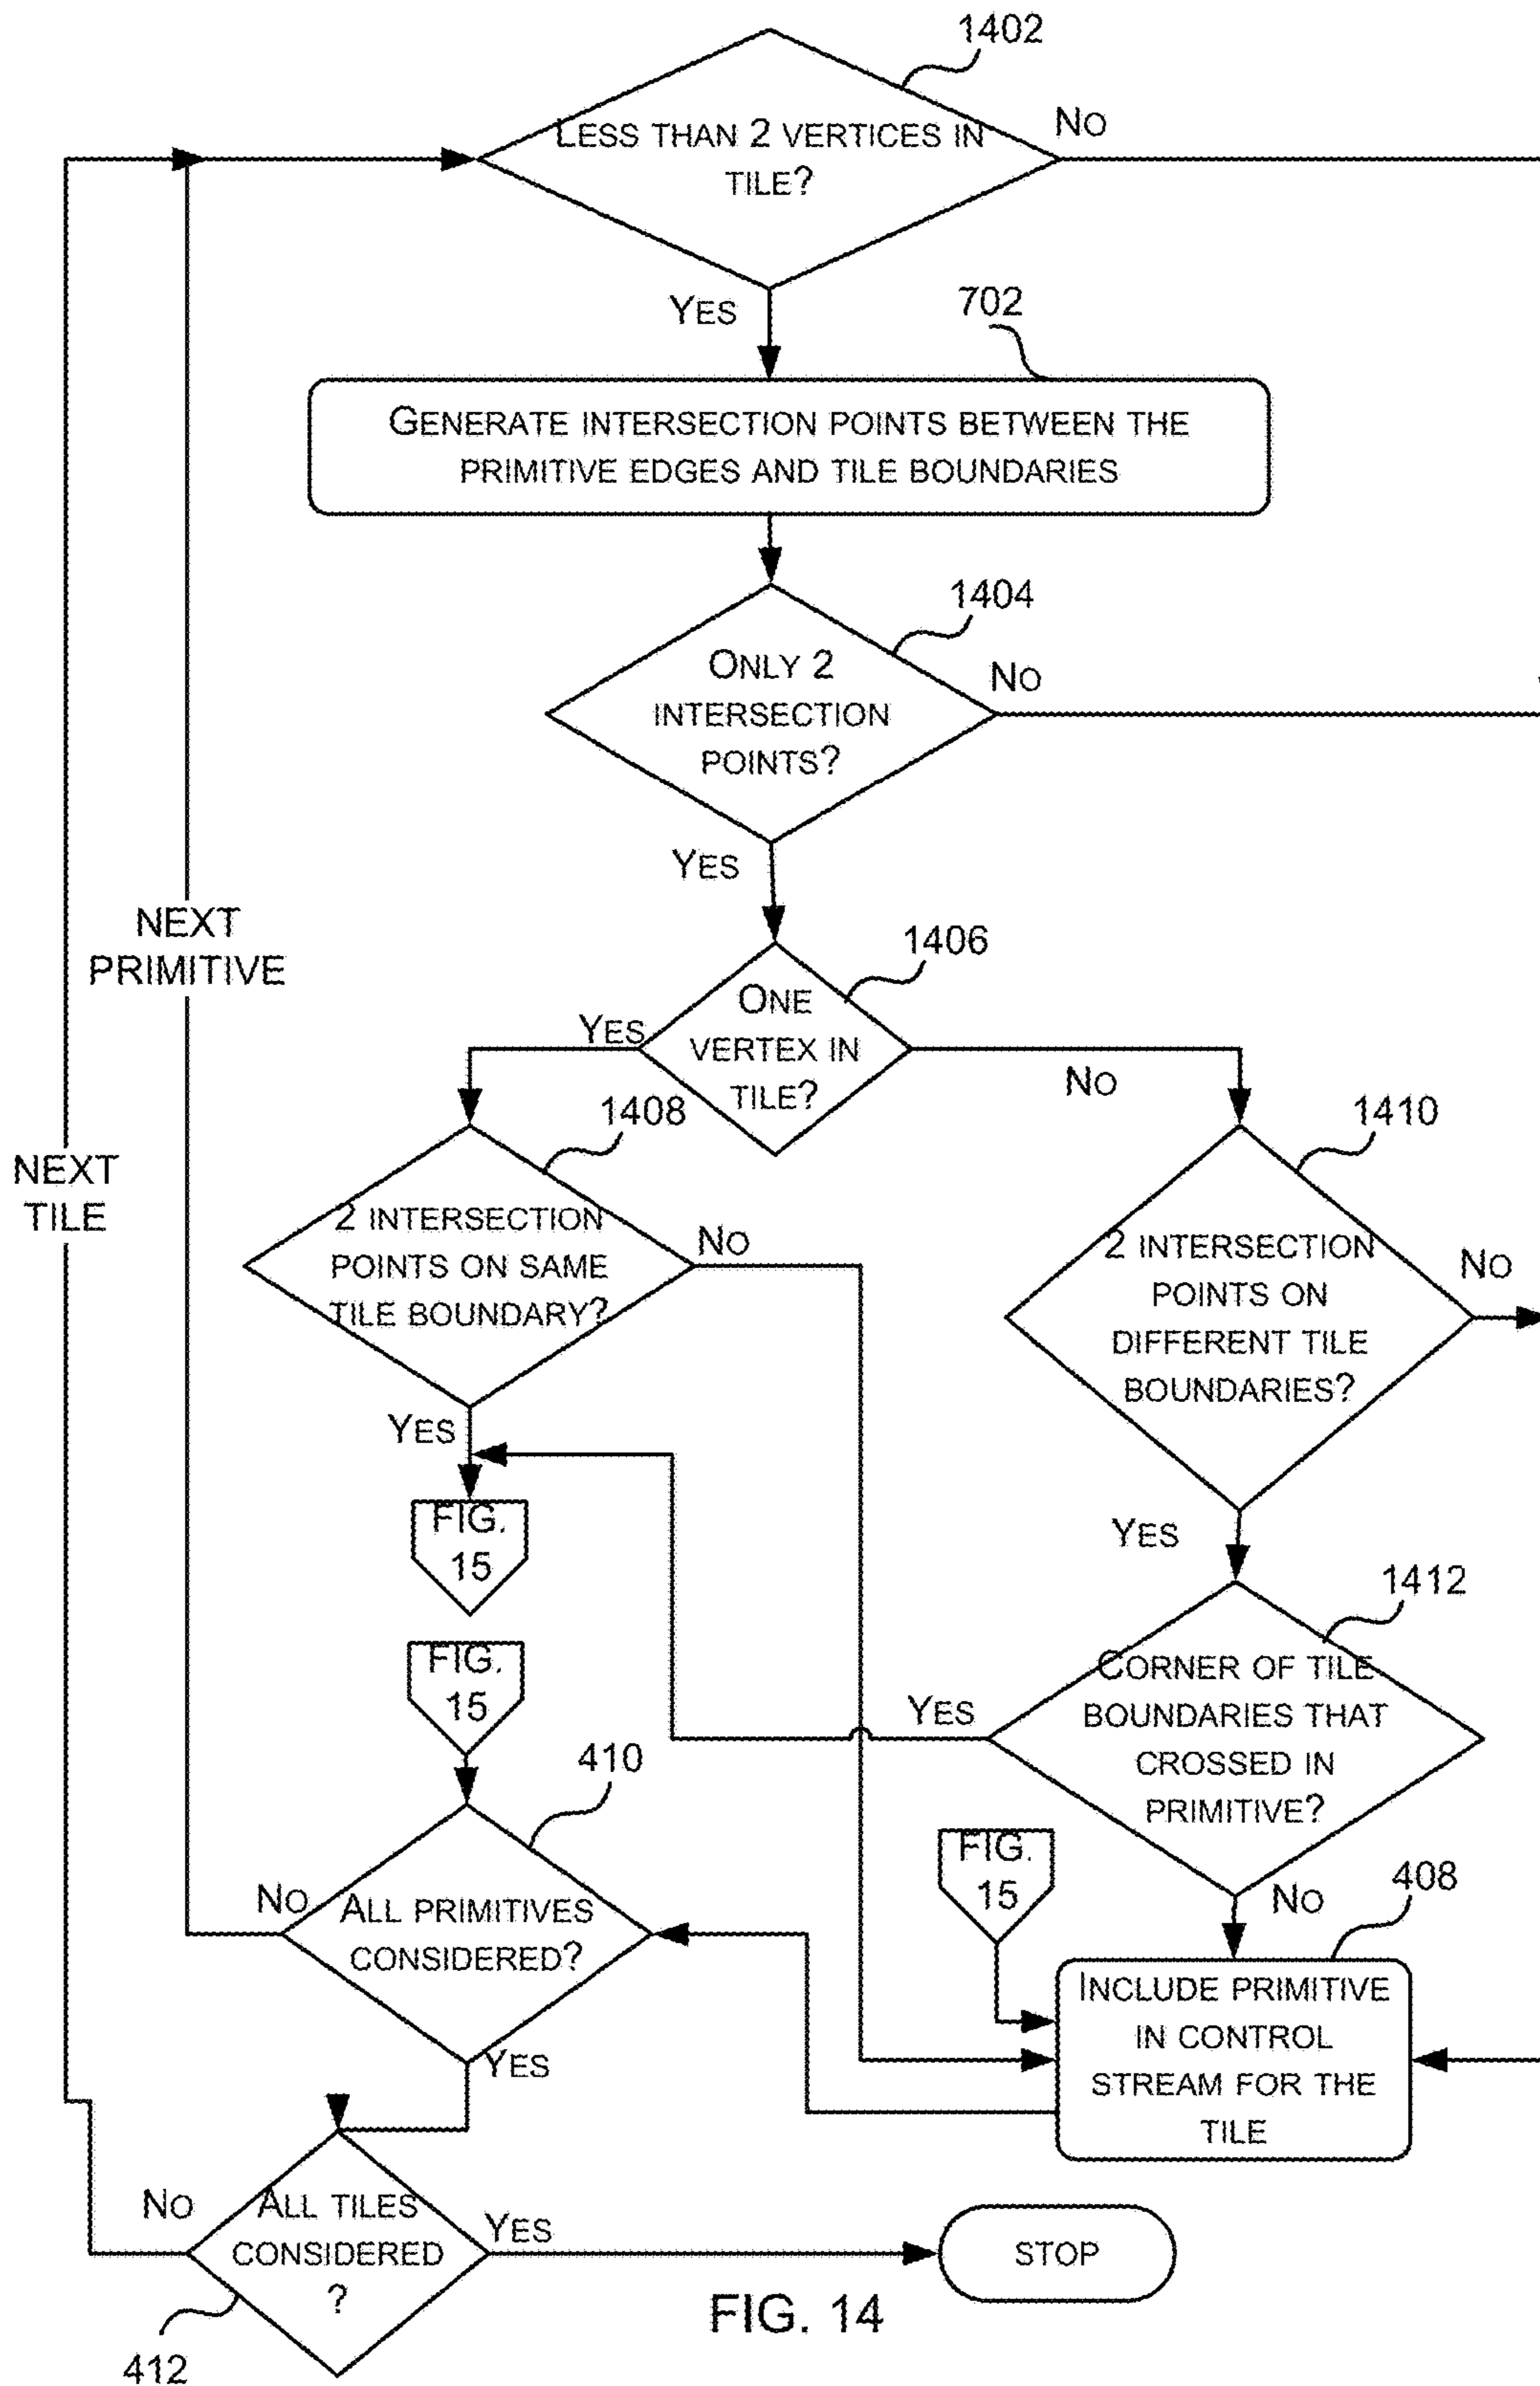 1402
LESS THAN 2 VERTICES IN
TILE?
NO
YES
702
GENERATE INTERSECTION POINTS BETWEEN THE
PRIMITIVE EDGES AND TILE BOUNDARIES
1404
ONLY 2
INTERSECTION
POINTS?
NO
YES
NEXT
PRIMITIVE
1406
ONE
VERTEX IN
TILE?
YES
NO
NEXT
TILE
1408
2 INTERSECTION
POINTS ON SAME
TILE BOUNDARY?
NO
YES
1410
2 INTERSECTION
POINTS ON
DIFFERENT TILE
BOUNDARIES?
NO
YES
FIG.
15
1412
CORNER OF TILE
BOUNDARIES THAT
CROSSED IN
PRIMITIVE?
YES
NO
FIG.
15
410
ALL PRIMITIVES
CONSIDERED?
NO
YES
FIG.
15
408
INCLUDE PRIMITIVE
IN CONTROL
STREAM FOR THE
TILE
ALL TILES
CONSIDERED
?
NO
YES
412
STOP
FIG. 14